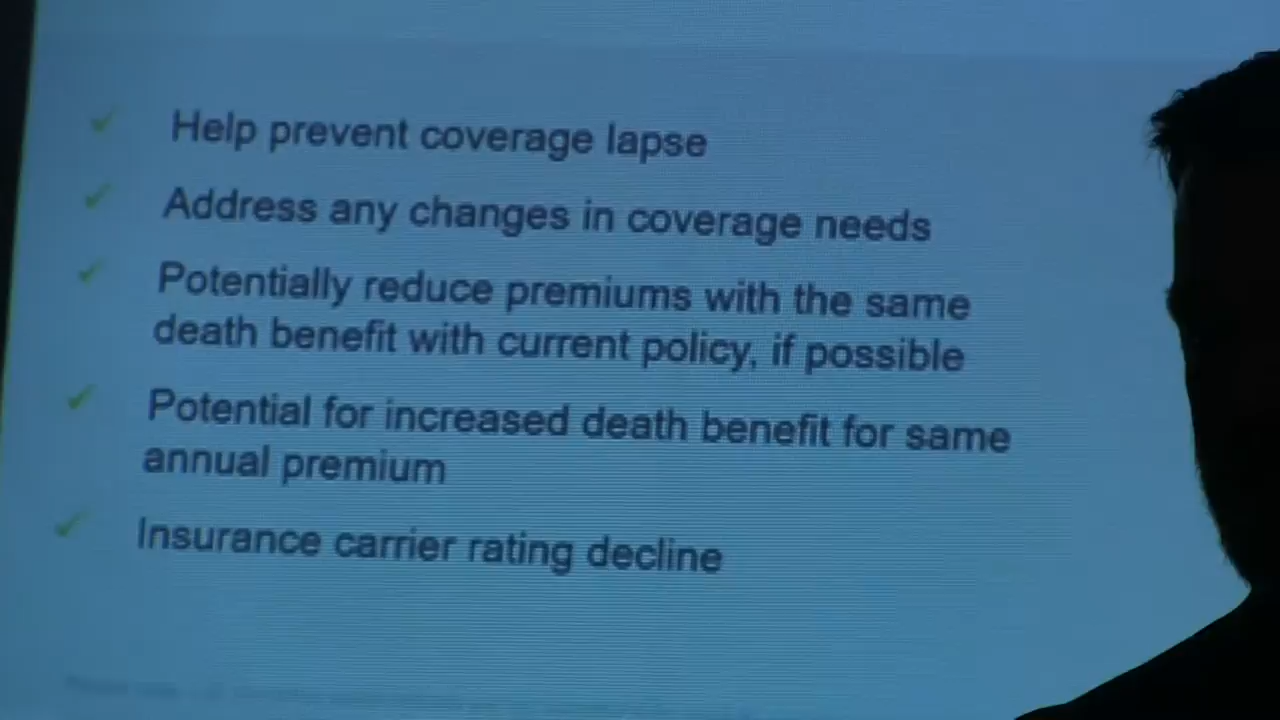 Help prevent coverage lapse
Address any changes in coverage needs
Potentially reduce premiums with the same
death benefit with current policy, if possible
Potential for increased death benefit for same
annual premium
Insurance carrier rating decline